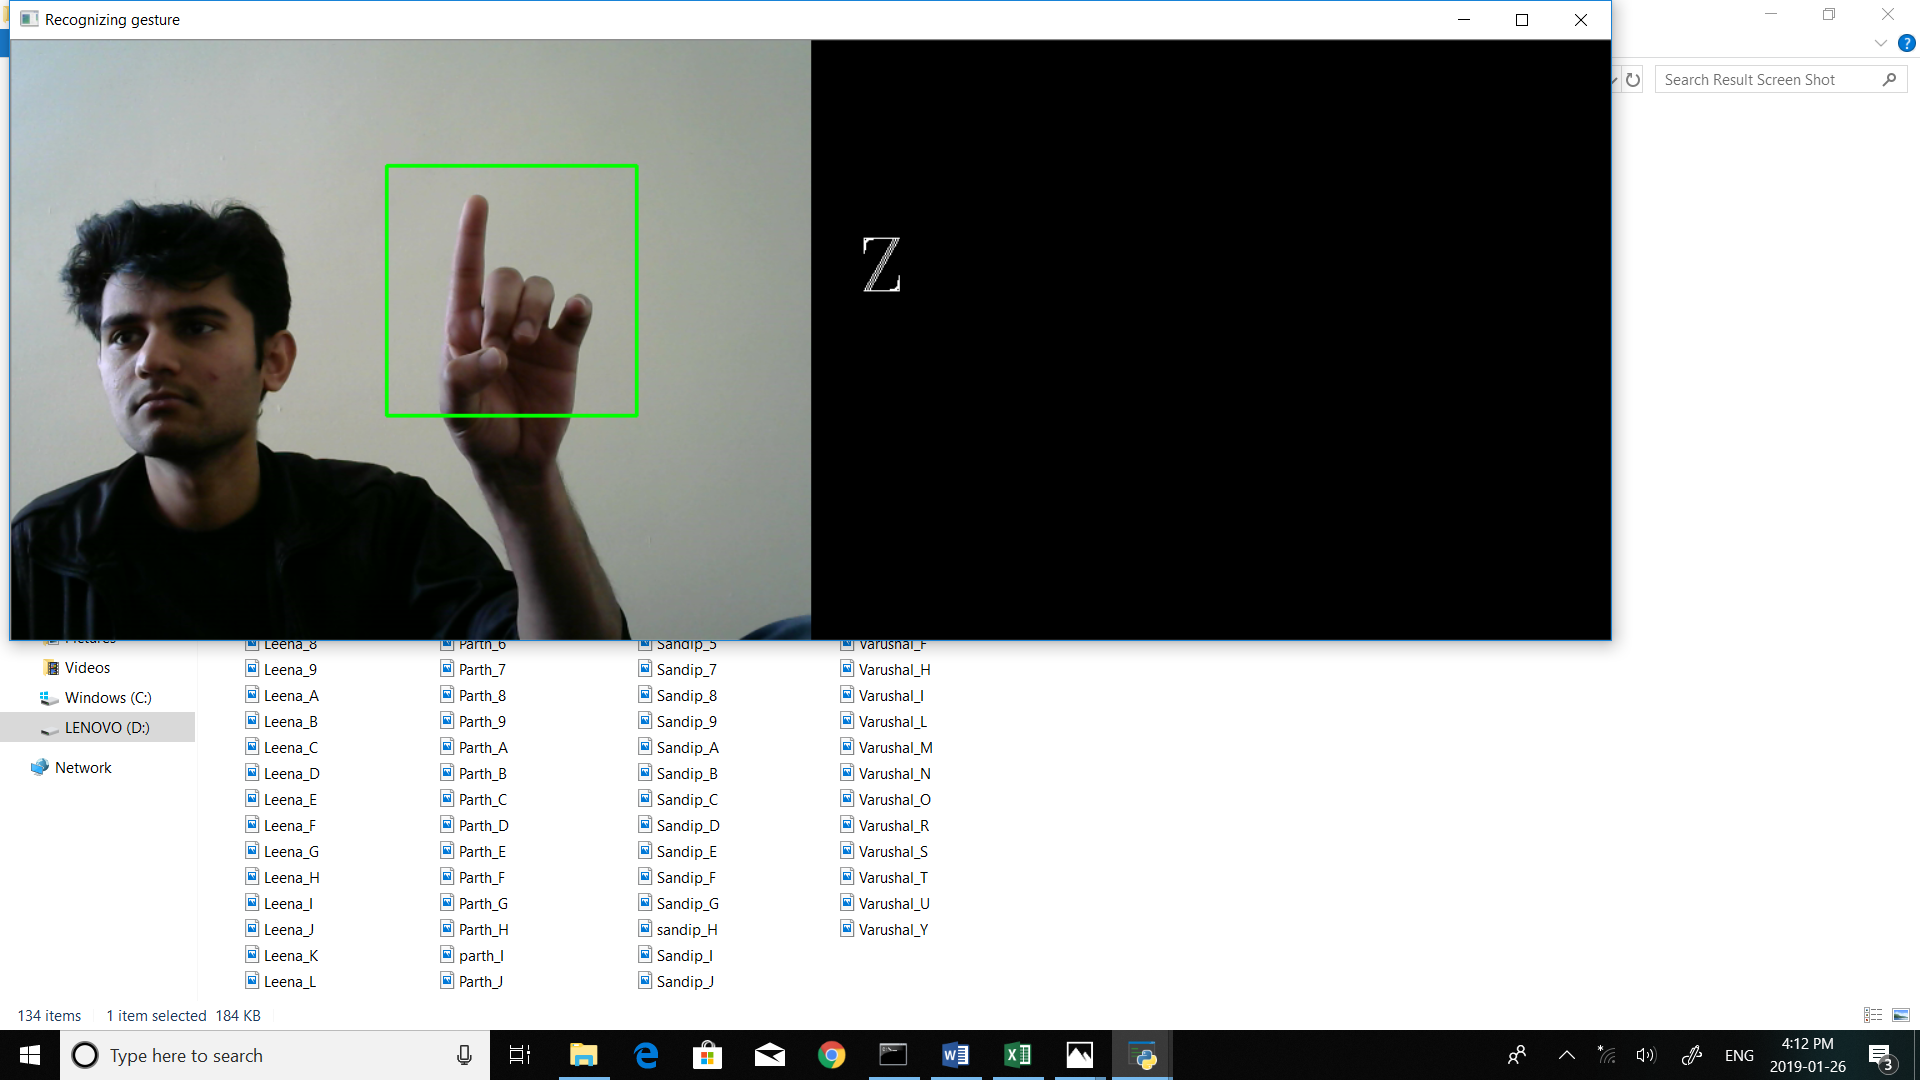 Recognizing gesture
Search Result Screen Shot
Z
Videos
Windows (C:)
LENOVO (D:)
Network
Leena_8
Leena_9
Leena_A
Leena_B
Leena_C
Leena_D
Leena_E
Leena_F
Leena_G
Leena_H
Leena_I
Leena_J
Leena_K
Leena_L
Parth_6
Parth_7
Parth_8
Parth_9
Parth_A
Parth_B
Parth_C
Parth_D
Parth_E
Parth_F
Parth_G
Parth_H
parth_I
Parth_J
Sandip_5
Sandip_7
Sandip_8
Sandip_9
Sandip_A
Sandip_B
Sandip_C
Sandip_D
Sandip_E
Sandip_F
Sandip_G
sandip_H
Sandip_I
Sandip_J
Varushal_F
Varushal_H
Varushal_I
Varushal_L
Varushal_M
Varushal_N
Varushal_O
Varushal_R
Varushal_S
Varushal_T
Varushal_U
Varushal_Y
134 items 1 item selected 184 KB
Type here to search
ENG
4:12 PM
2019-01-26
3